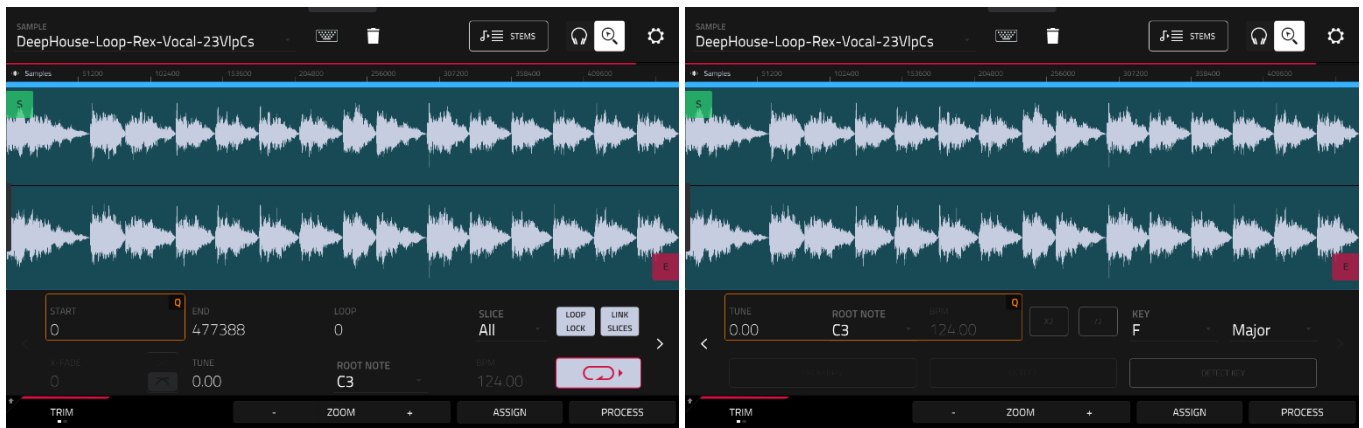 SAMPLE
DeepHouse-Loop-Rex-Vocal-23VlpCs
STEMS
Samples 51200 102400 153600 204800 256000 307200 358400 409600
S
E
START Q END LOOP SLICE LOOP LOCK LINK SLICES
0 477388 0 All
X-FADE TUNE ROOT NOTE BPM
0 0.00 C3 124.00
TRIM - ZOOM + ASSIGN PROCESS
SAMPLE
DeepHouse-Loop-Rex-Vocal-23VlpCs
STEMS
Samples 51200 102400 153600 204800 256000 307200 358400 409600
S
E
TUNE ROOT NOTE BPM Q X2 /2 KEY
0.00 C3 124.00 F Major
DETECT KEY
TRIM - ZOOM + ASSIGN PROCESS